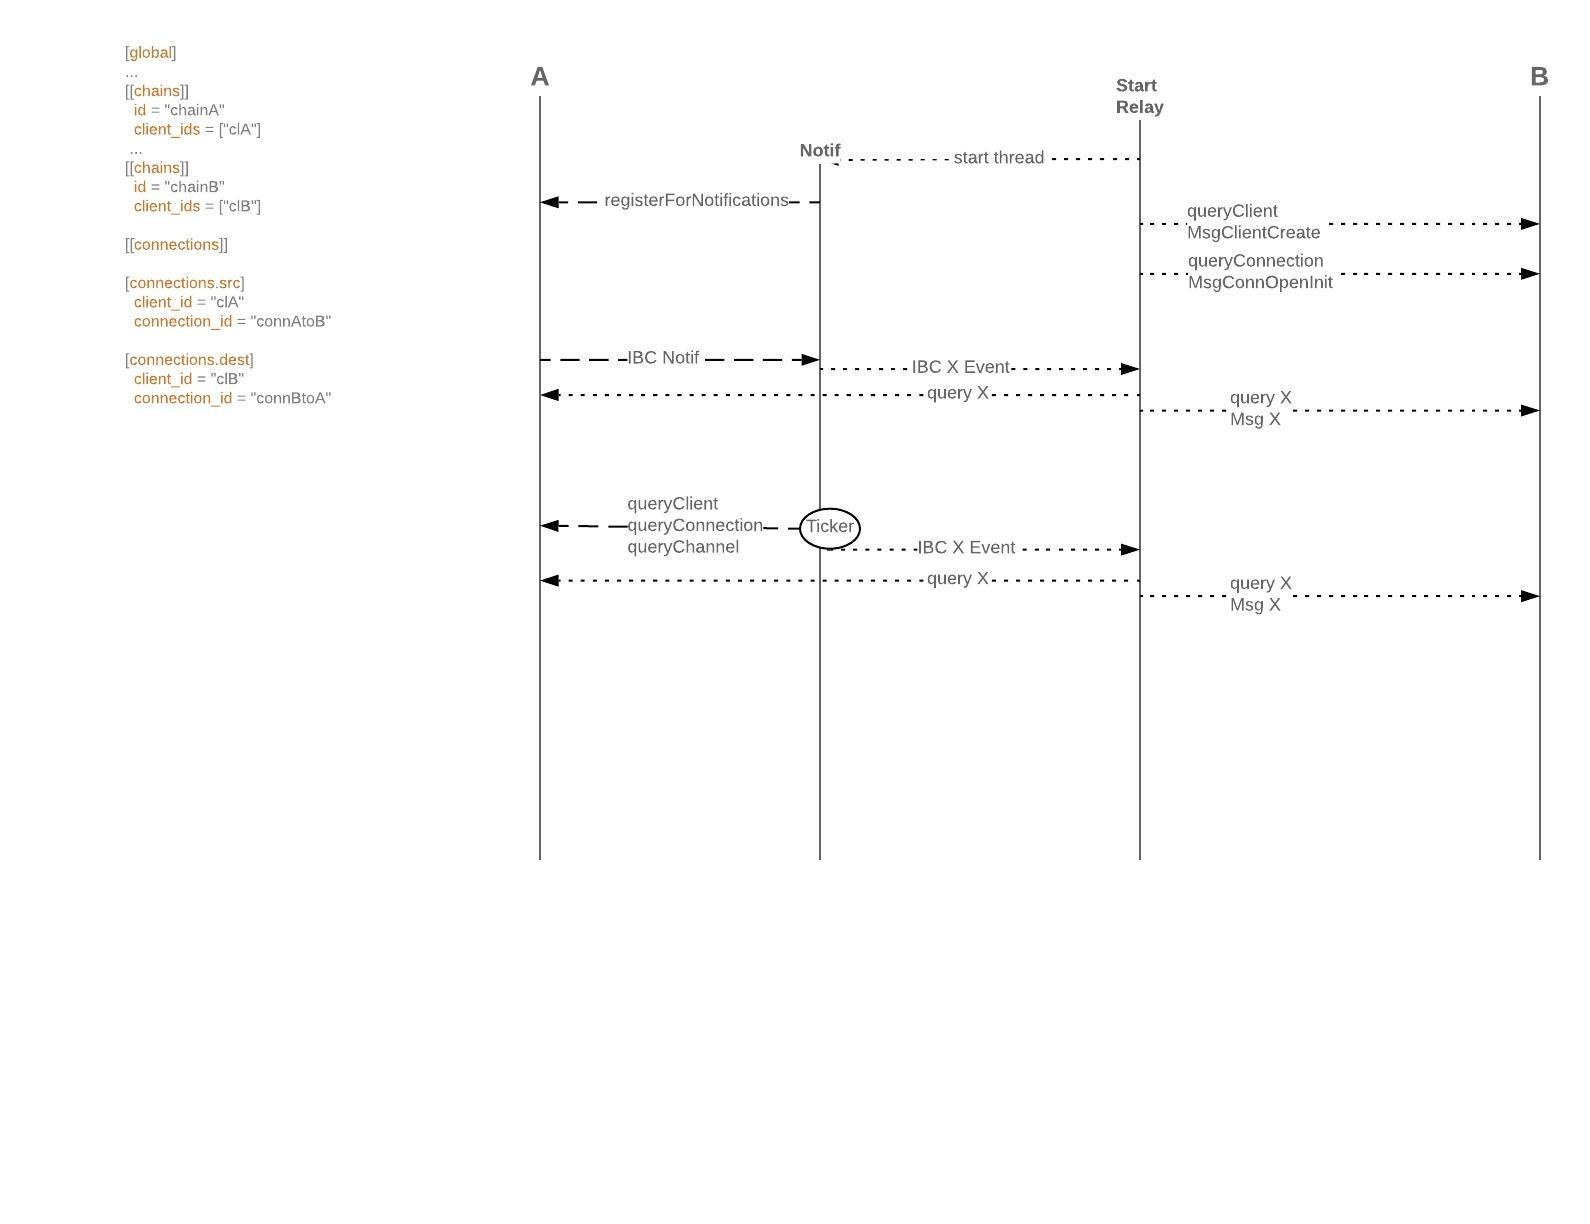 [global]
...
[[chains]]
id = "chainA"
client_ids = ["clA"]
...
[[chains]]
id = "chainB"
client_ids = ["clB"]
[[connections]]
[connections.src]
client_id = "clA"
connection_id = "connAtoB"
[connections.dest]
client_id = "clB"
connection_id = "connBtoA"
A
Start
Relay
B
Notif
start thread
registerForNotifications
queryClient
MsgClientCreate
queryConnection
MsgConnOpenInit
IBC Notif
IBC X Event
query X
query X
Msg X
queryClient
queryConnection
queryChannel
Ticker
IBC X Event
query X
query X
Msg X